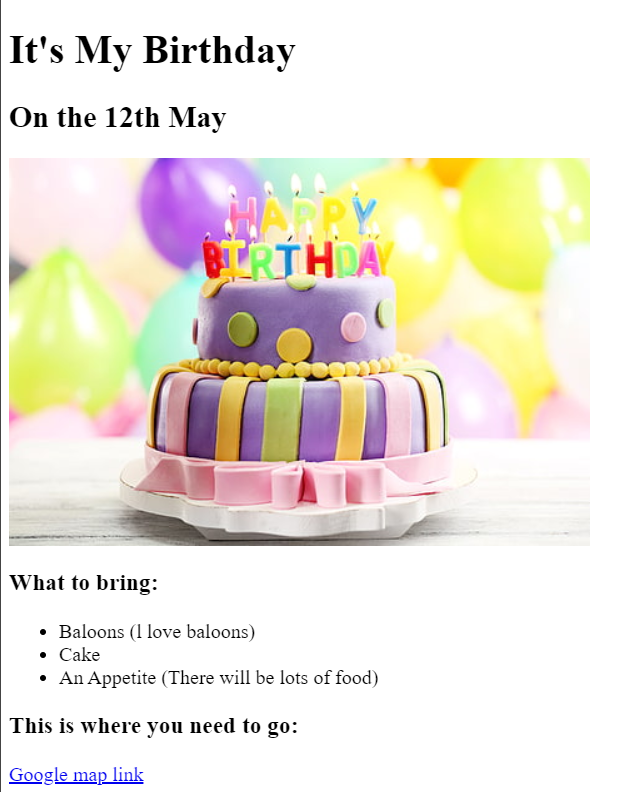 It's My Birthday
On the 12th May
HAPPY
BIRTHDAY
What to bring:
Baloons (l love baloons)
Cake
An Appetite (There will be lots of food)
This is where you need to go:
Google map link